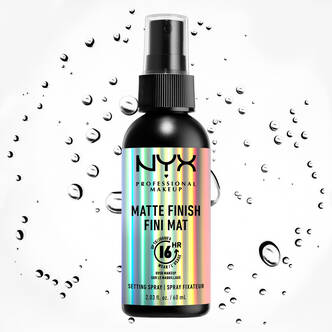 NYX
PROFESSIONAL
MAKEUP
MATTE FINISH
FINI MAT
16 HR
SETTING SPRAY | SPRAY FIXATEUR
2.03 fl.oz. / 60 mL